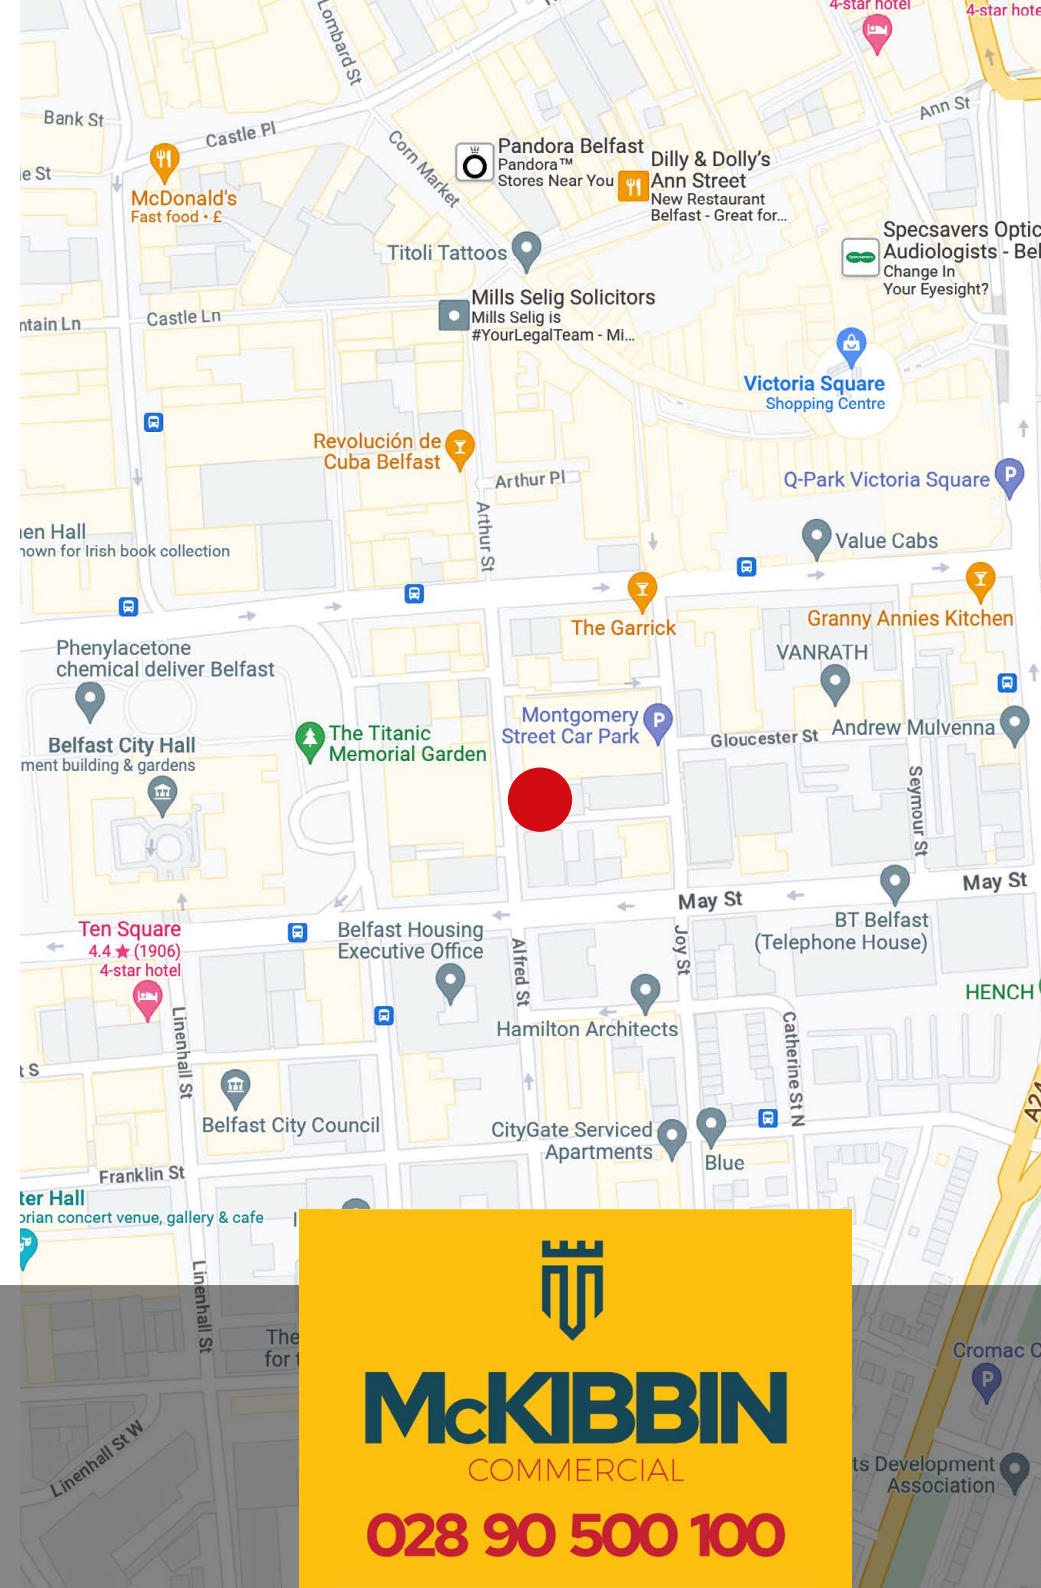 4-star hotel
4-star hote
Lombard St
Bank St
Castle Pl
Ann St
Corn Market
Pandora Belfast
Pandora™
Stores Near You
Dilly & Dolly's
Ann Street
New Restaurant
Belfast - Great for...
le St
McDonald's
Fast food • £
Specsavers Optic
Audiologists - Bel
Change In
Your Eyesight?
Titoli Tattoos
Mills Selig Solicitors
Mills Selig is
#YourLegalTeam - Mi...
ntain Ln
Castle Ln
Victoria Square
Shopping Centre
Revolución de
Cuba Belfast
Arthur Pl
Q-Park Victoria Square
Arthur St
en Hall
nown for Irish book collection
Value Cabs
The Garrick
Granny Annies Kitchen
Phenylacetone
chemical deliver Belfast
VANRATH
Montgomery
Street Car Park
Andrew Mulvenna
Gloucester St
The Titanic
Memorial Garden
Belfast City Hall
ment building & gardens
Seymour St
May St
May St
BT Belfast
(Telephone House)
Ten Square
4.4 ★ (1906)
4-star hotel
Belfast Housing
Executive Office
Alfred St
Joy St
HENCH
Hamilton Architects
Linenhall St
Catherine St N
t S
A24
Belfast City Council
CityGate Serviced
Apartments
Blue
Franklin St
ter Hall
orian concert venue, gallery & cafe
Linenhall St
The
for t
Cromac C
Linenhall St W
ts Development
Association
McKIBBIN
COMMERCIAL
028 90 500 100